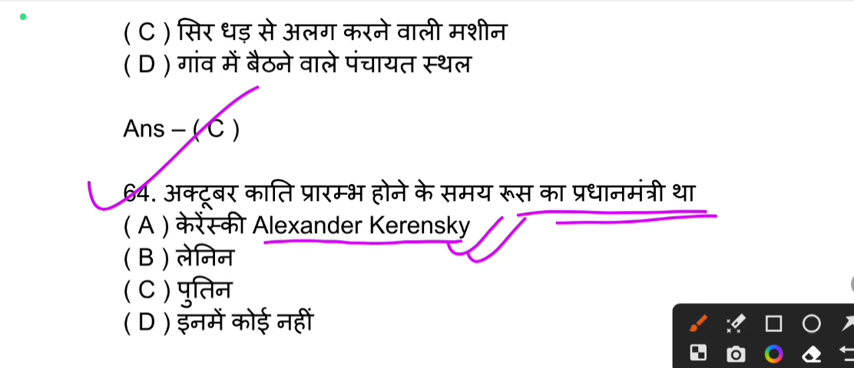 ( C ) सिर धड़ से अलग करने वाली मशीन
( D ) गांव में बैठने वाले पंचायत स्थल
Ans – ( C )
64. अक्टूबर काति प्रारम्भ होने के समय रूस का प्रधानमंत्री था
( A ) केरेंस्की Alexander Kerensky
( B ) लेनिन
( C ) पुतिन
( D ) इनमें कोई नहीं